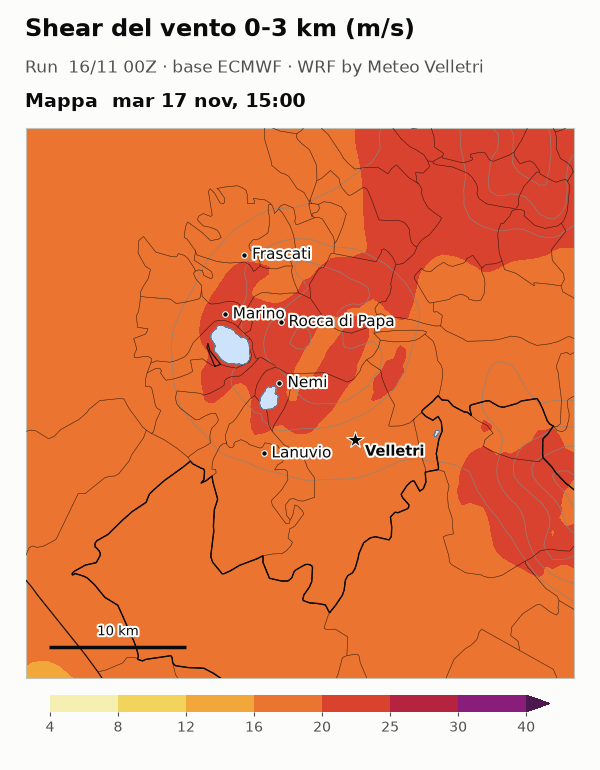 Shear del vento 0-3 km (m/s)
Run  16/11 00Z · base ECMWF · WRF by Meteo Velletri
Mappa  mar 17 nov, 15:00
Frascati
Marino
Rocca di Papa
Nemi
Velletri
Lanuvio
10 km
4 8 12 16 20 25 30 40